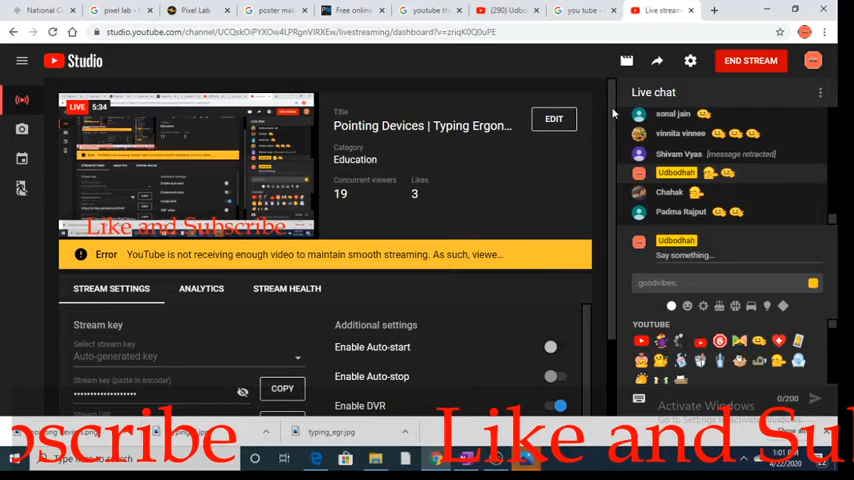 National C
pixel lab -
Pixel Lab
poster mak
Free online
youtube th
(290) Udbo
you tube -
Live stream
studio.youtube.com/channel/UCQskOiPYXOw4LPRgnVIRXEw/livestreaming/dashboard?v=zriqK0Q0uPE
Studio
END STREAM
LIVE 5:34
Like and Subscribe
Title
Pointing Devices | Typing Ergon...
EDIT
Category
Education
Concurrent viewers
Likes
19
3
Error YouTube is not receiving enough video to maintain smooth streaming. As such, viewe...
STREAM SETTINGS
ANALYTICS
STREAM HEALTH
Stream key
Select stream key
Auto-generated key
Stream key (paste in encoder)
••••••••••••••••••
COPY
Additional settings
Enable Auto-start
Enable Auto-stop
Enable DVR
Live chat
sonal jain
vinnita vinnee
Shivam Vyas [message retracted]
Udbodhah
Chahak
Padma Rajput
Udbodhah
Say something...
:goodvibes:
YOUTUBE
0/200
Activate Windows
Go to Settings to activate Windows.
typing_egr.jpg
Show all
bscribe
Like and Su
Type here to search
1:01 PM
4/22/2020